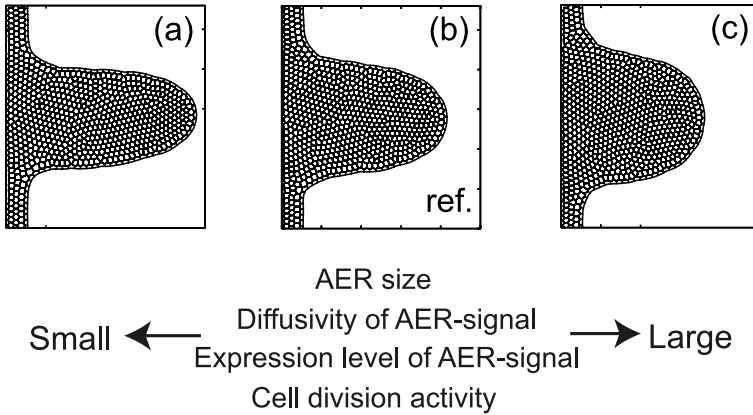 (a)
(b)
(c)
ref.
AER size
Diffusivity of AER-signal
Small
Large
Expression level of AER-signal
Cell division activity